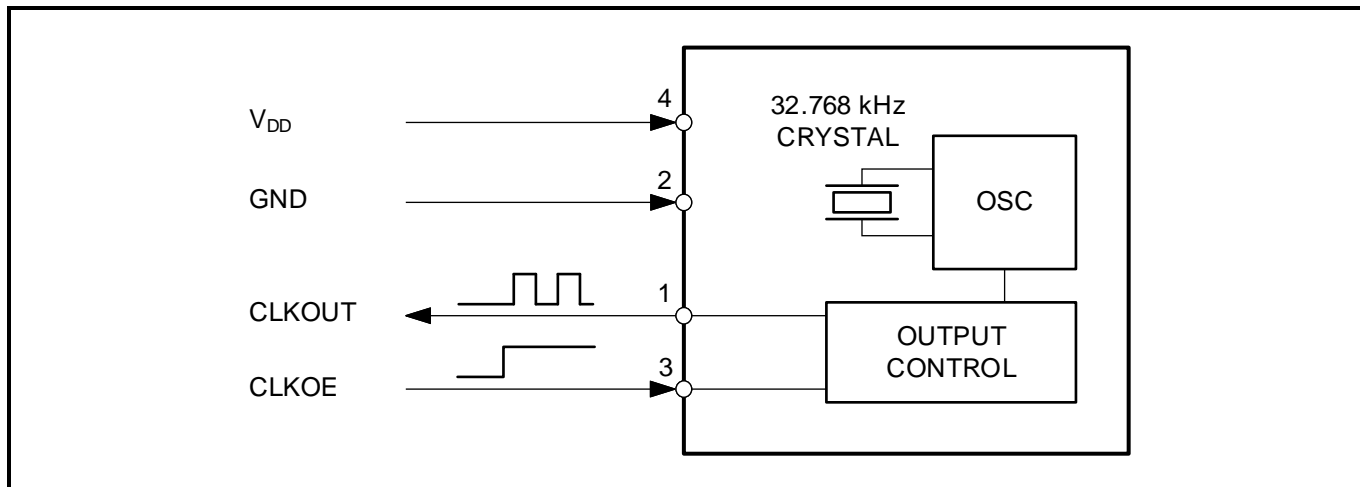 V_DD
4
GND
2
CLKOUT
1
CLKOE
3
32.768 kHz
CRYSTAL
OSC
OUTPUT
CONTROL